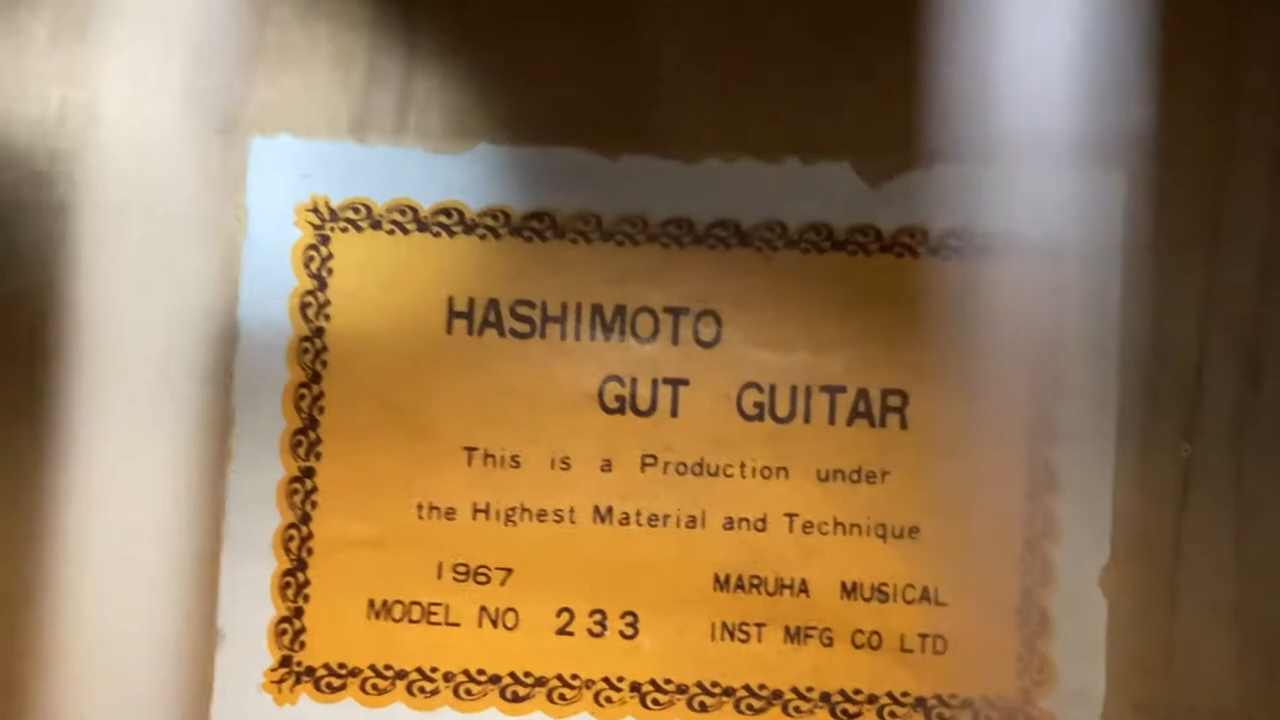 HASHIMOTO
GUT GUITAR
This is a Production under
the Highest Material and Technique
1967
MODEL NO 233
MARUHA MUSICAL
INST MFG CO LTD